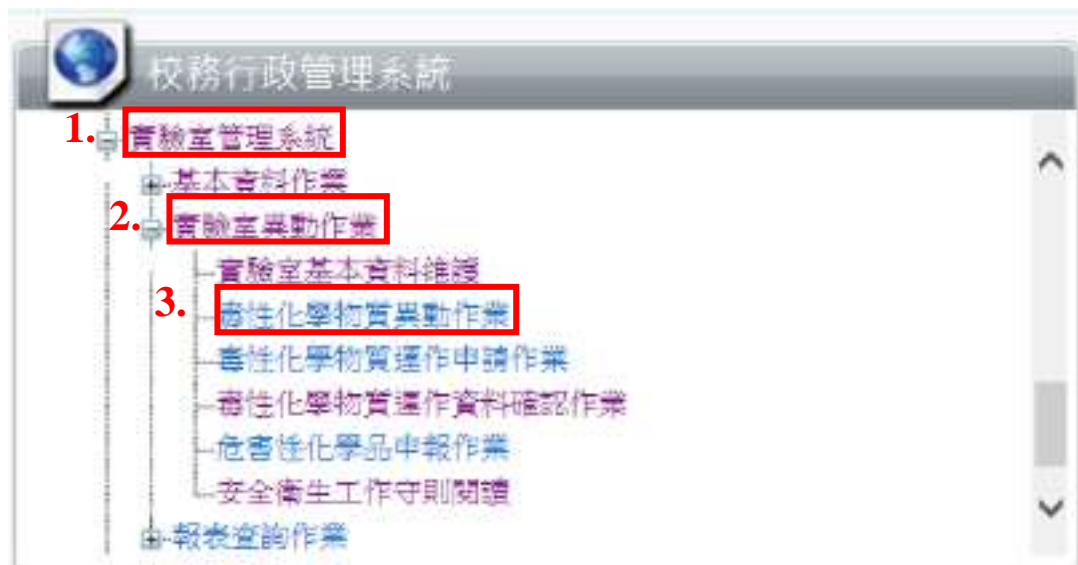 校務行政管理系統
1. 實驗室管理系統
基本資料作業
2. 實驗室異動作業
實驗室基本資料維護
3. 毒性化學物質異動作業
毒性化學物質運作申請作業
毒性化學物質運作資料確認作業
危害性化學品申報作業
安全衛生工作守則閱讀
報表查詢作業